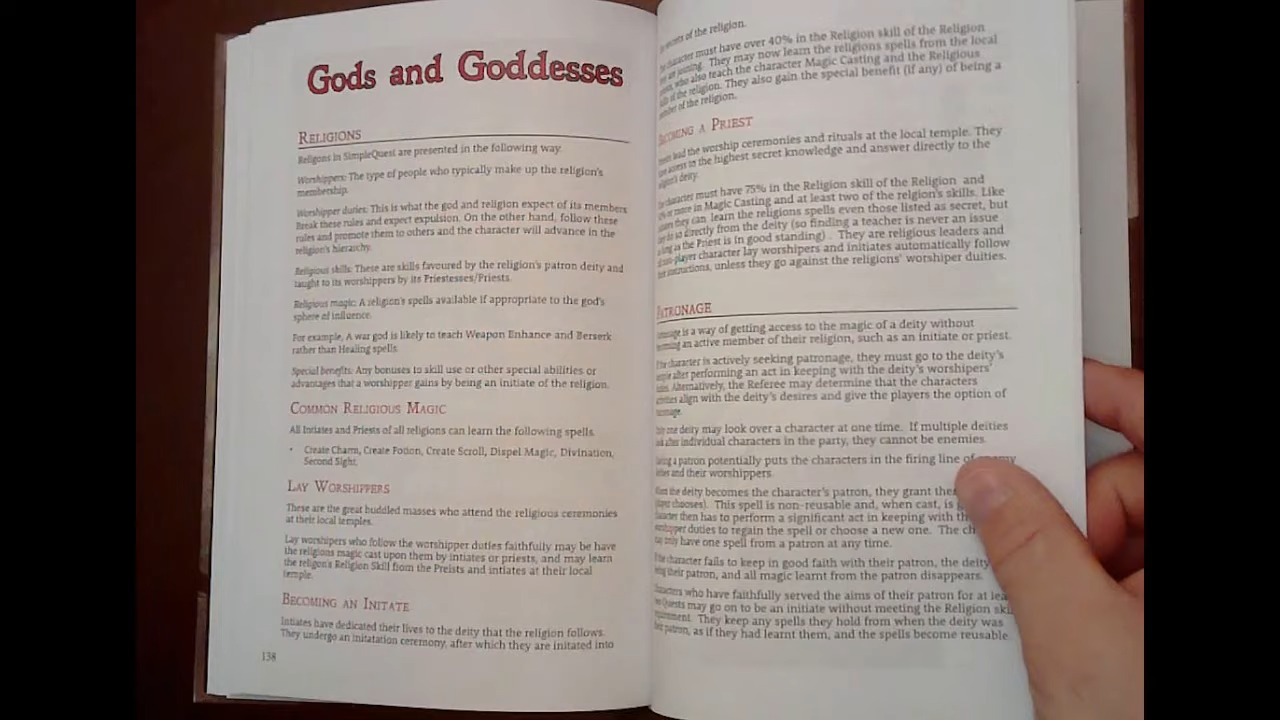 Gods and Goddesses
RELIGIONS
Religions in SimpleQuest are presented in the following way.
Worshippers: The type of people who typically make up the religion's
membership.
Worshipper duties: This is what the god and religion expect of its members
Break these rules and expect expulsion. On the other hand, follow these
rules and promote them to others and the character will advance in the
religion's hierarchy.
Religious skills: These are skills favoured by the religion's patron deity and
taught to its worshippers by its Priestesses/Priests.
Religious magic: A religion's spells available if appropriate to the god's
sphere of influence.
For example, A war god is likely to teach Weapon Enhance and Berserk
rather than Healing spells.
Special benefits: Any bonuses to skill use or other special abilities or
advantages that a worshipper gains by being an initiate of the religion.
COMMON RELIGIOUS MAGIC
All Intiates and Priests of all religions can learn the following spells.
• Create Charm, Create Potion, Create Scroll, Dispel Magic, Divination,
Second Sight.
LAY WORSHIPPERS
These are the great huddled masses who attend the religious ceremonies
at their local temples.
Lay worshipers who follow the worshipper duties faithfully may be have
the religions magic cast upon them by intiates or priests, and may learn
the religon's Religion Skill from the Preists and intiates at their local
temple.
BECOMING AN INITATE
Intiates have dedicated their lives to the deity that the religion follows.
They undergo an initatation ceremony, after which they are initated into
138
secrets of the religion.
character must have over 40% in the Religion skill of the Religion
are joining. They may now learn the religions spells from the local
who also teach the character Magic Casting and the Religious
of the religion. They also gain the special benefit (if any) of being a
of the religion.
BECOMING A PRIEST
lead the worship ceremonies and rituals at the local temple. They
access to the highest secret knowledge and answer directly to the
deity.
character must have 75% in the Religion skill of the Religion and
or more in Magic Casting and at least two of the relgion's skills. Like
they can learn the religions spells even those listed as secret, but
do so directly from the deity (so finding a teacher is never an issue
long as the Priest is in good standing) . They are religious leaders and
player character lay worshipers and initiates automatically follow
instructions, unless they go against the religions' worshiper duities.
PATRONAGE
is a way of getting access to the magic of a deity without
an active member of their religion, such as an initiate or priest.
character is actively seeking patronage, they must go to the deity's
after performing an act in keeping with the deity's worshipers'
Alternatively, the Referee may determine that the characters
align with the deity's desires and give the players the option of
one deity may look over a character at one time. If multiple deities
after individual characters in the party, they cannot be enemies.
a patron potentially puts the characters in the firing line of enemy
and their worshippers.
the deity becomes the character's patron, they grant
chooses). This spell is non-reusable and, when cast, is
then has to perform a significant act in keeping with
duties to regain the spell or choose a new one. The
only have one spell from a patron at any time.
character fails to keep in good faith with their patron, the deity
their patron, and all magic learnt from the patron disappears.
who have faithfully served the aims of their patron for at
Quests may go on to be an initiate without meeting the Religion
They keep any spells they hold from when the deity was
patron, as if they had learnt them, and the spells become reusable